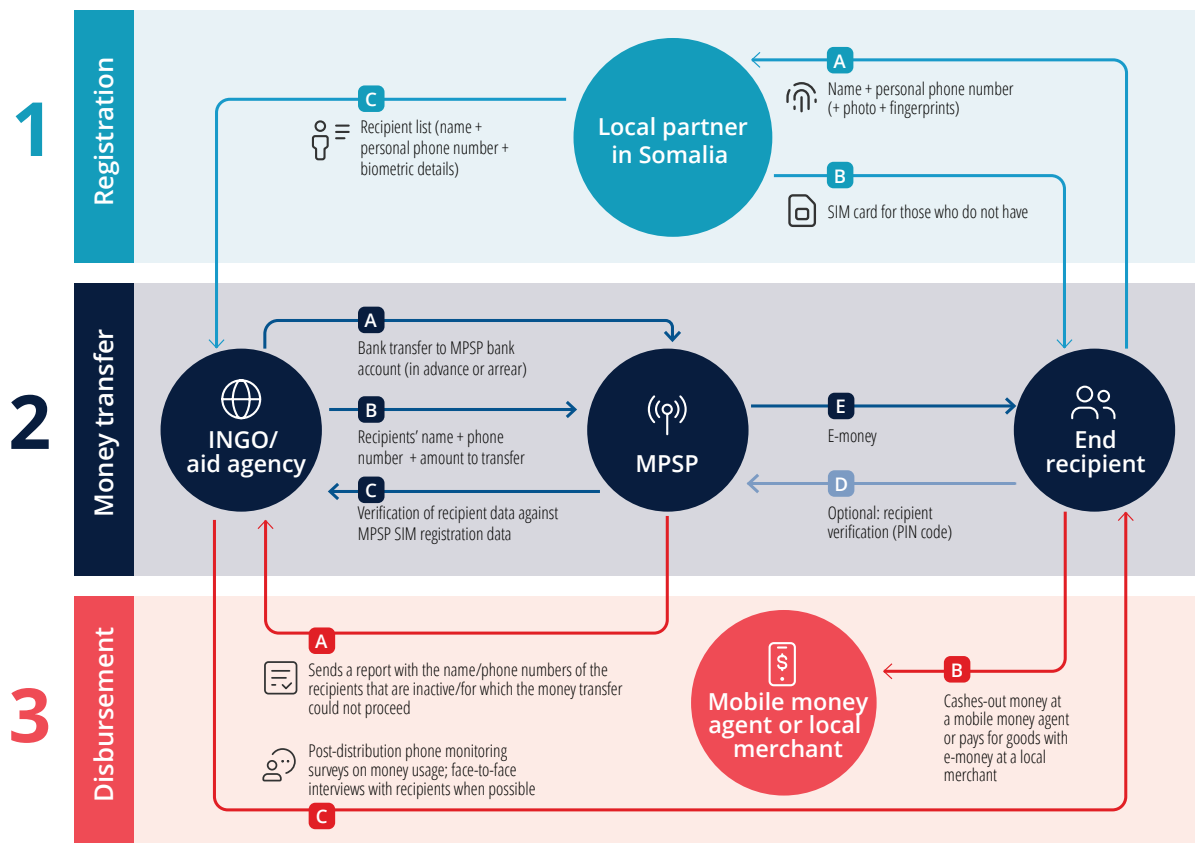 1
Registration
C
Recipient list (name +
personal phone number +
biometric details)
Local partner
in Somalia
A
Name + personal phone number
(+ photo + fingerprints)
B
SIM card for those who do not have
2
Money transfer
INGO/
aid agency
A
Bank transfer to MPSP bank
account (in advance or arrear)
B
Recipients' name + phone
number + amount to transfer
C
Verification of recipient data against
MPSP SIM registration data
MPSP
E
E-money
D
Optional: recipient
verification (PIN code)
End
recipient
3
Disbursement
A
Sends a report with the name/phone numbers of the
recipients that are inactive/for which the money transfer
could not proceed
Post-distribution phone monitoring
surveys on money usage; face-to-face
interviews with recipients when possible
C
$
Mobile money
agent or local
merchant
B
Cashes-out money at
a mobile money agent
or pays for goods with
e-money at a local
merchant